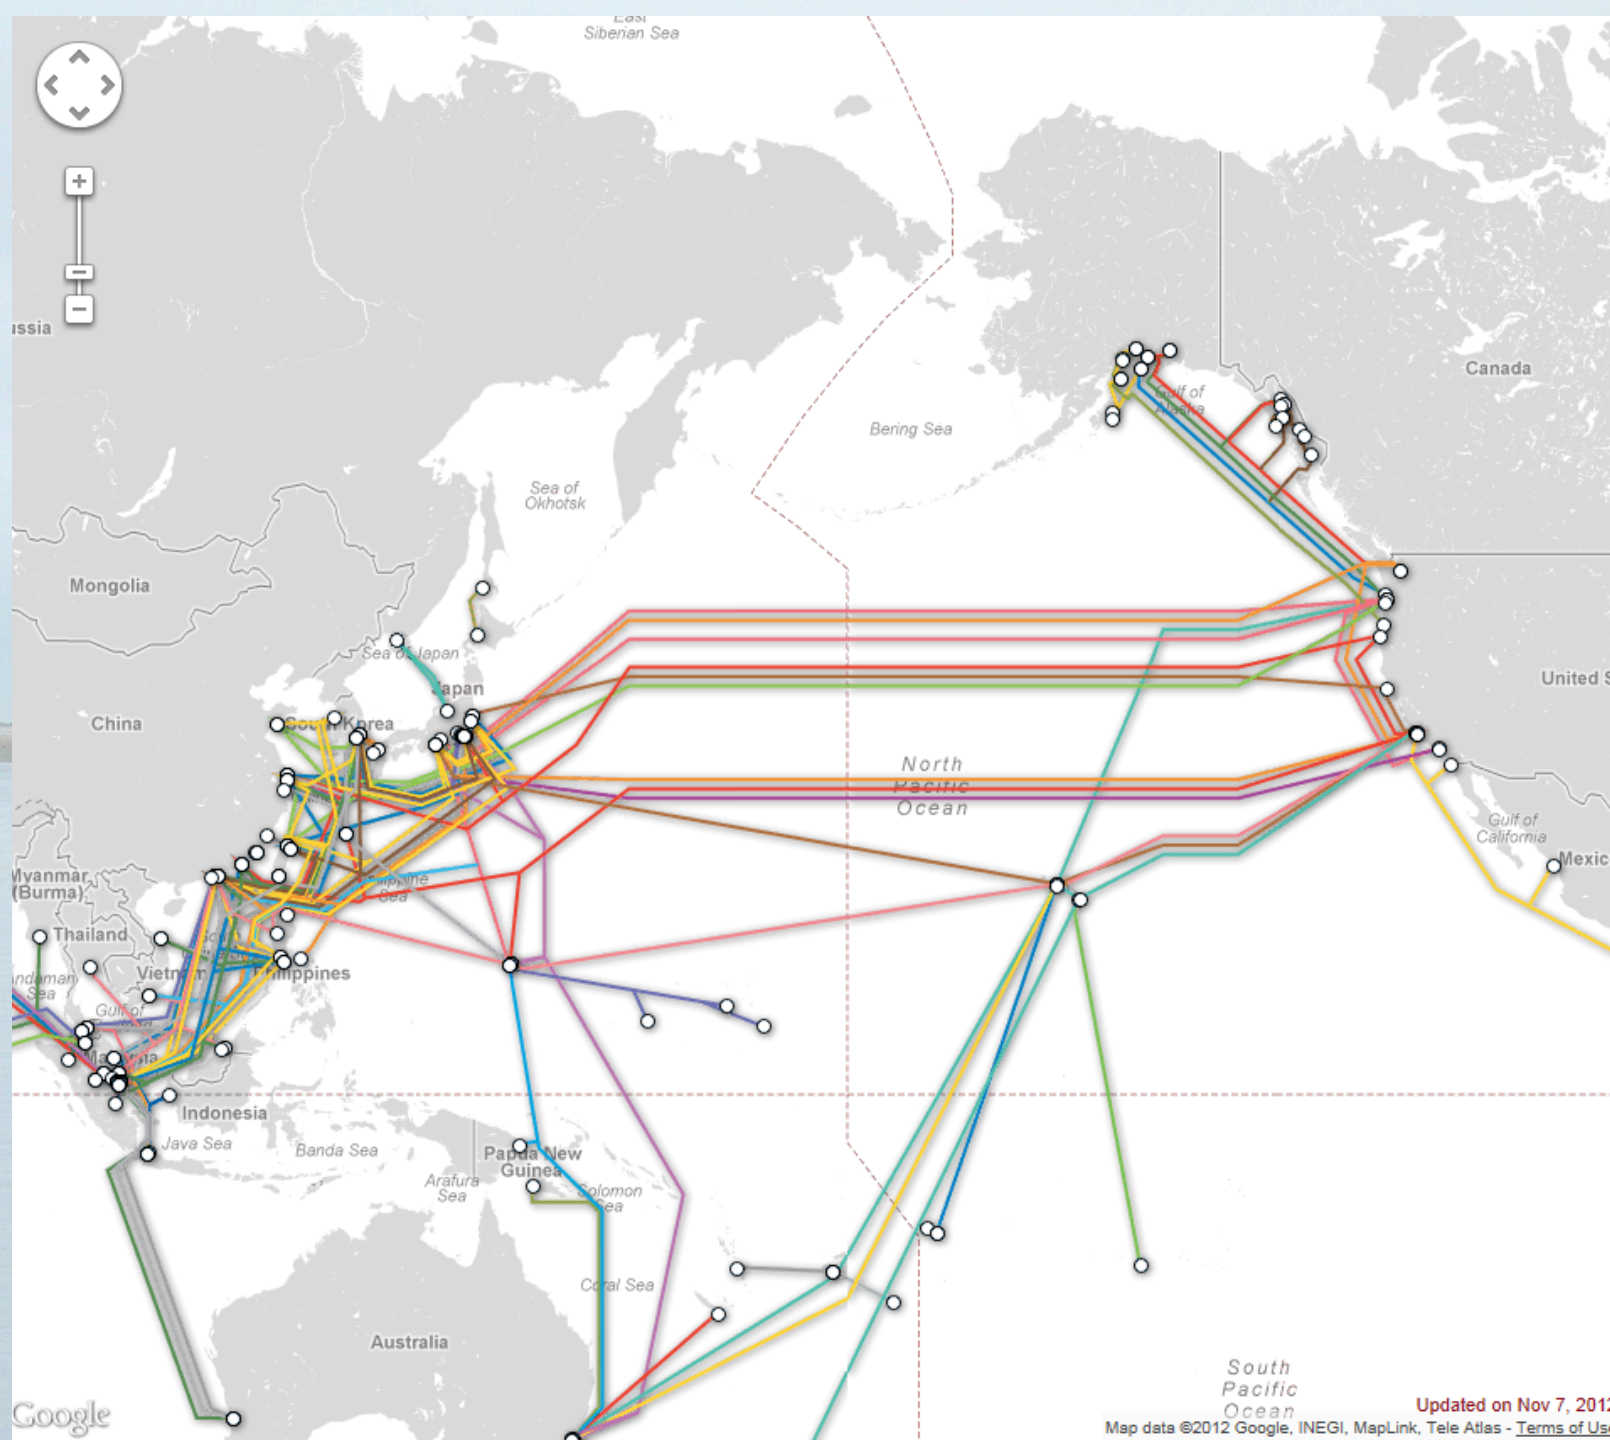 East
Siberian Sea
ussia
Canada
Gulf of
Alaska
Bering Sea
Sea of
Okhotsk
Mongolia
Sea of Japan
Japan
United S
China
South Korea
North
Pacific
Ocean
Gulf of
California
Mexic
Myanmar
(Burma)
Philippine
Sea
Thailand
Vietnam
Philippines
Andaman
Sea
Gulf of
Malaysia
Indonesia
Java Sea
Banda Sea
Papua New
Guinea
Arafura
Sea
Solomon
Sea
Coral Sea
Australia
South
Pacific
Ocean
Google
Updated on Nov 7, 2012
Map data ©2012 Google, INEGI, MapLink, Tele Atlas - Terms of Use